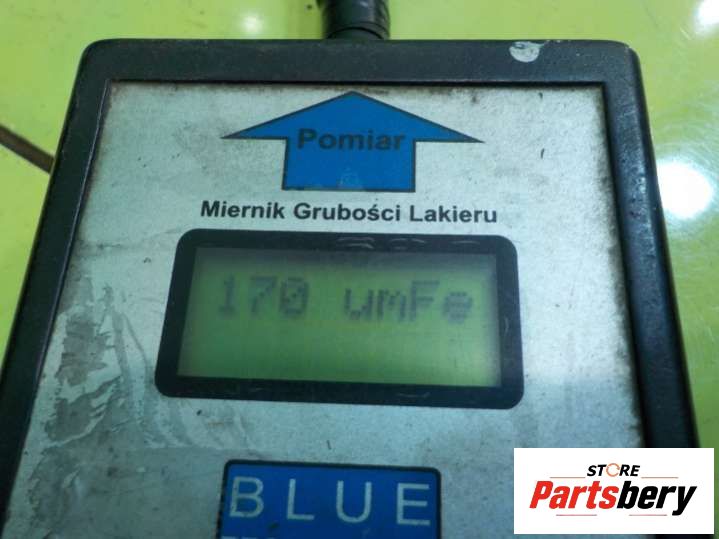 Pomiar
Miernik Grubości Lakieru
170 umFe
BLUE
STORE
Partsbery